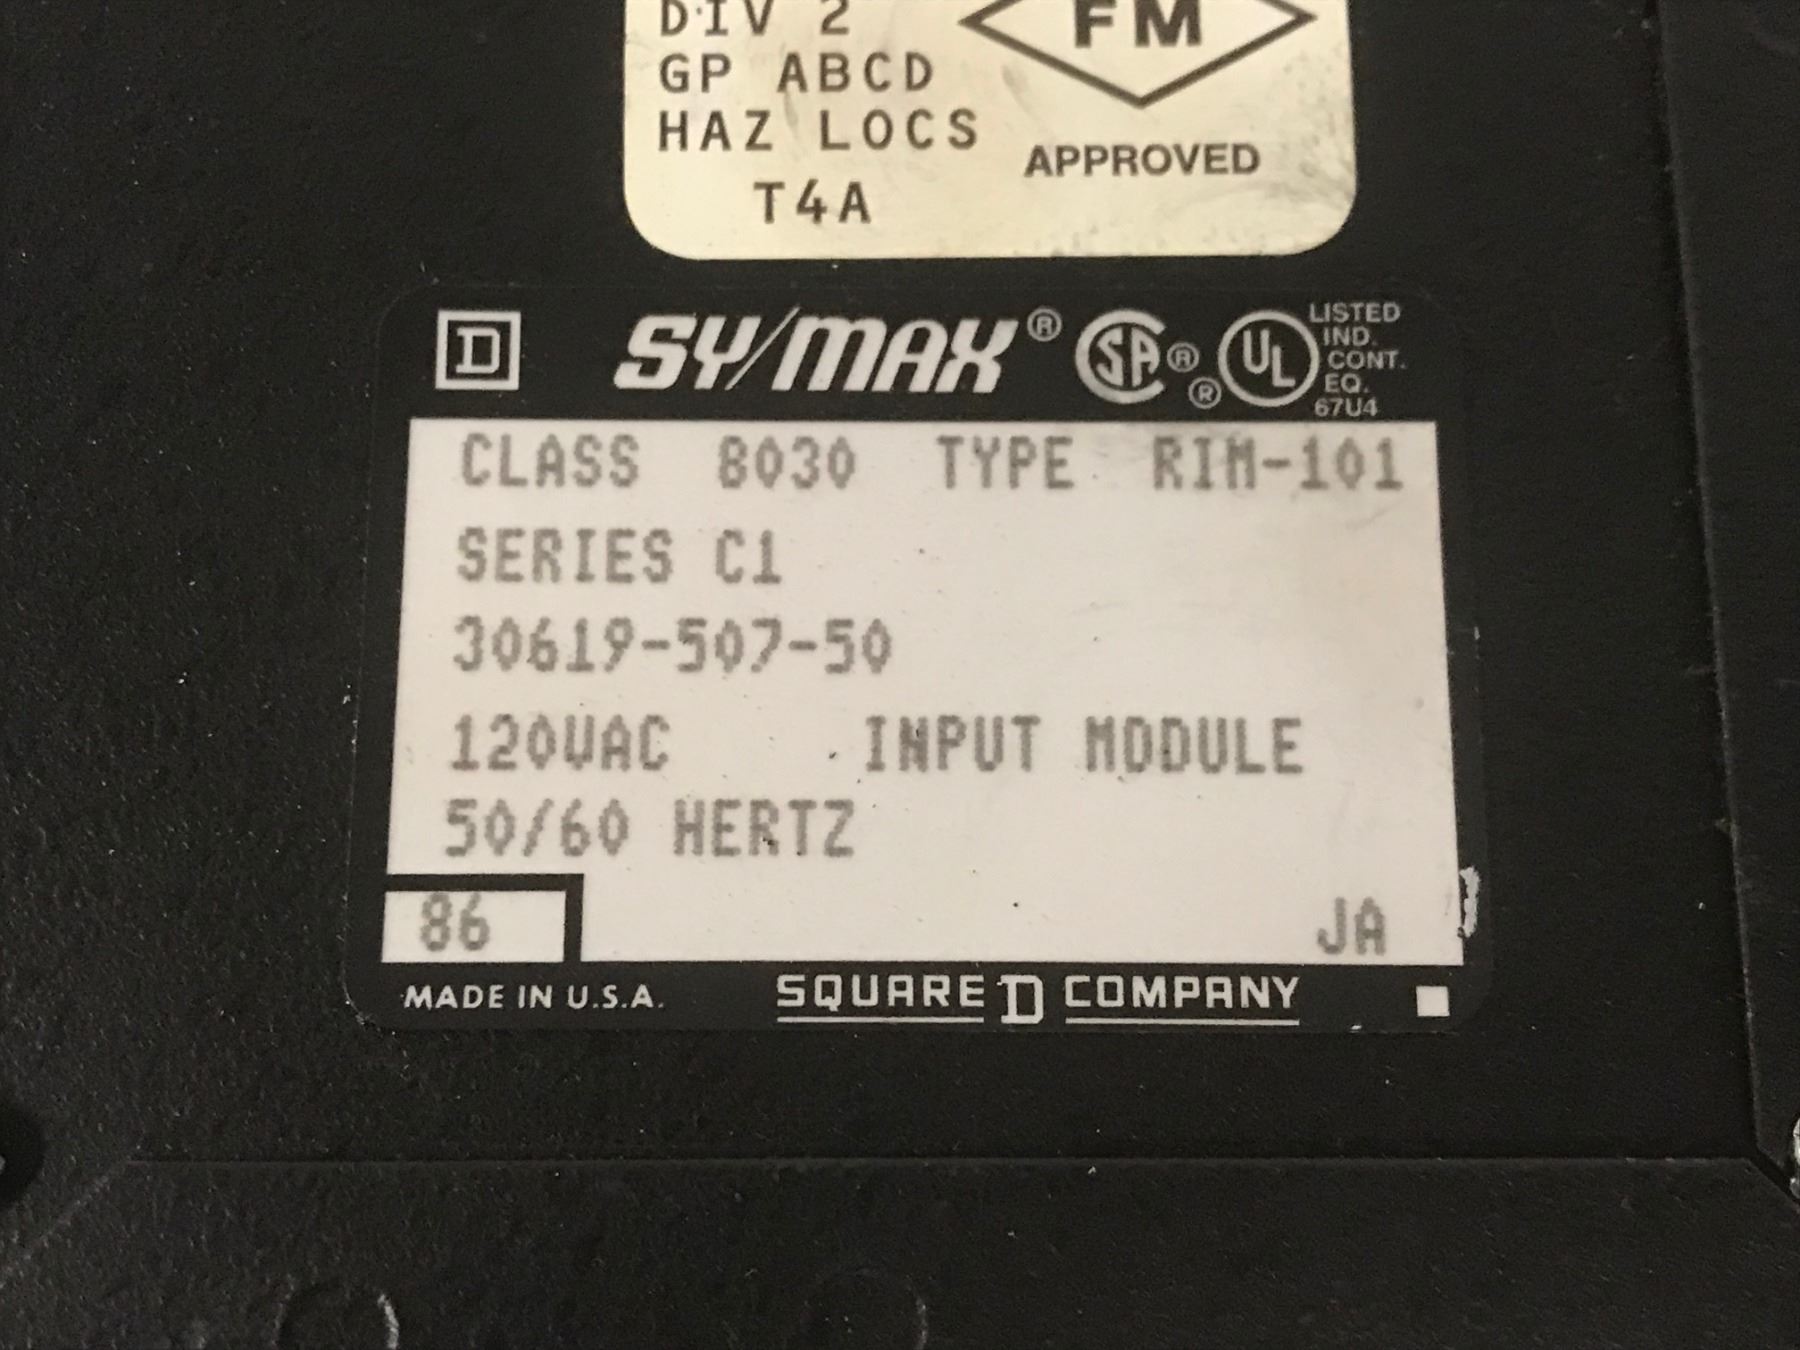 DIV 2
GP ABCD
HAZ LOCS
T4A
FM
APPROVED
D SY/MAX® SA® ®UL LISTED
IND.
CONT.
EQ.
67U4
CLASS 8030 TYPE RIM-101
SERIES C1
30619-507-50
120VAC INPUT MODULE
50/60 HERTZ
86 JA
MADE IN U.S.A. SQUARE D COMPANY